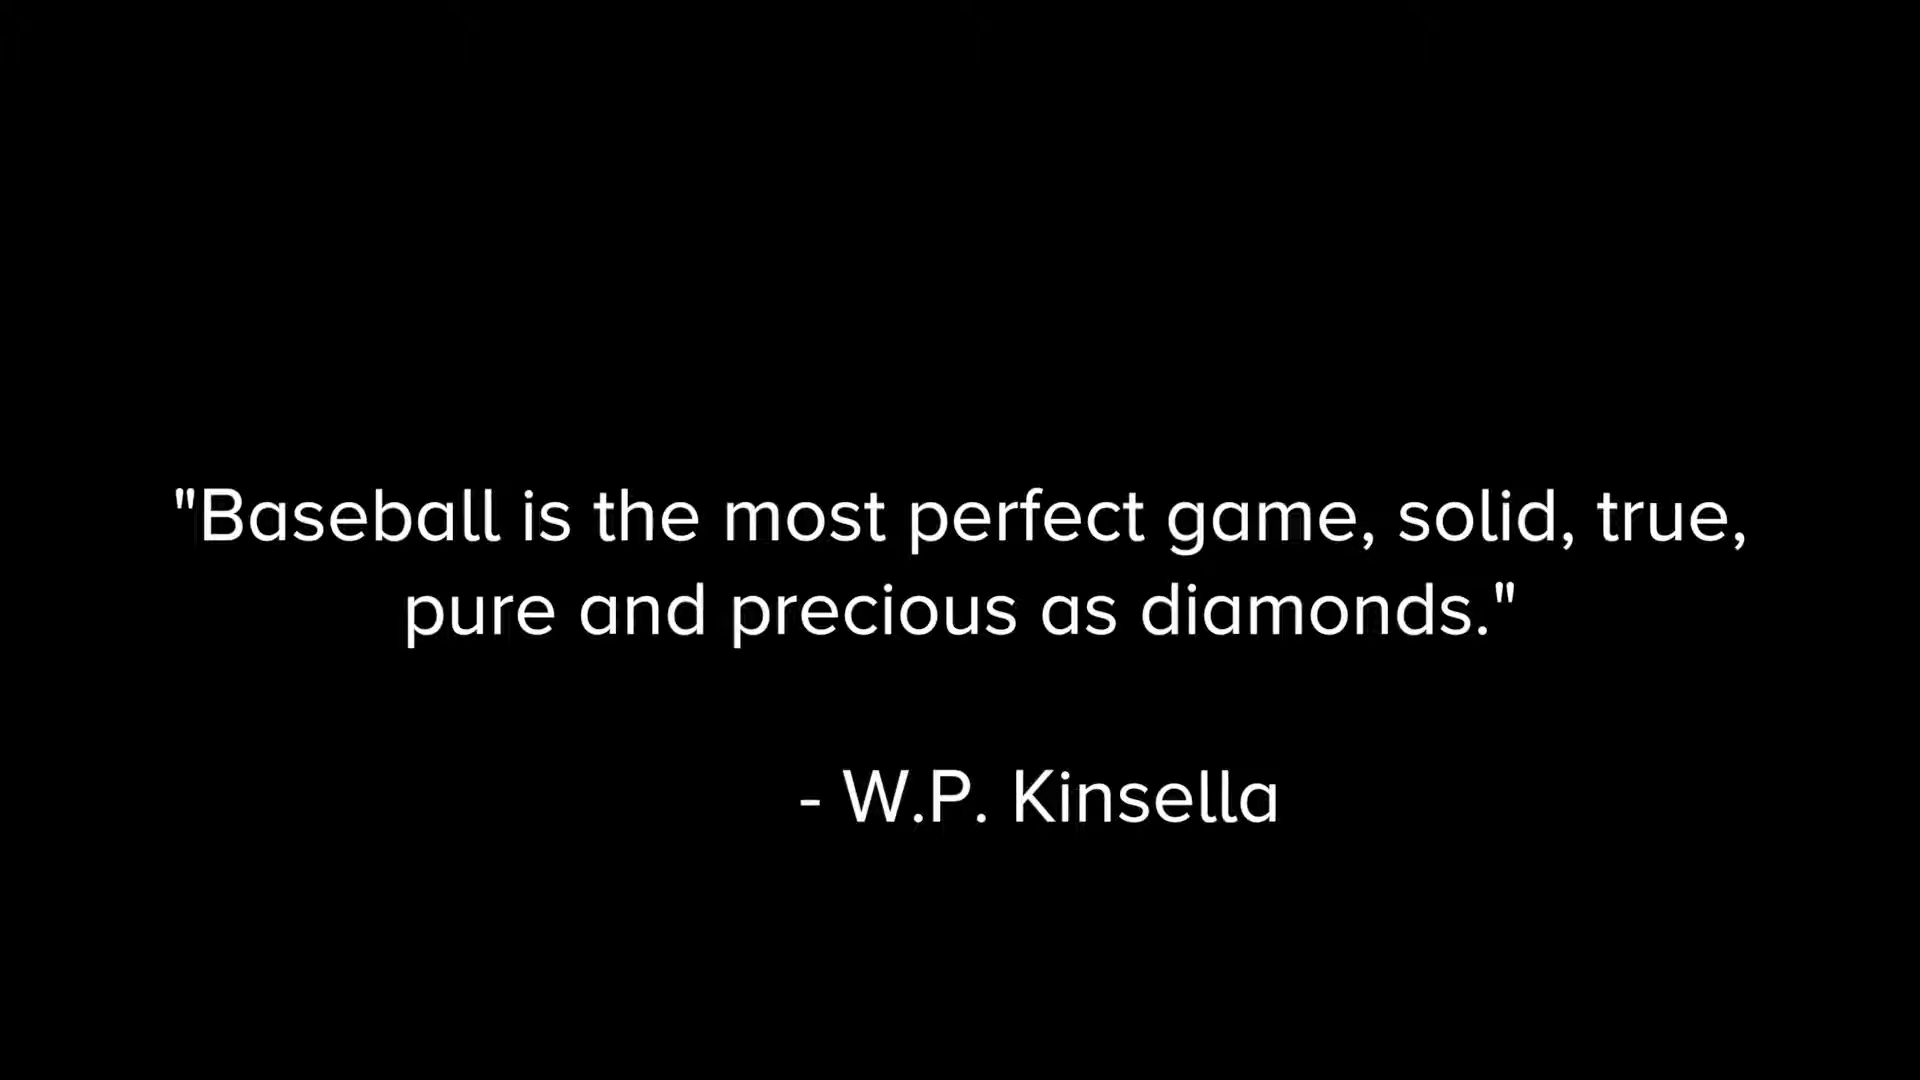 "Baseball is the most perfect game, solid, true,
pure and precious as diamonds."
- W.P. Kinsella